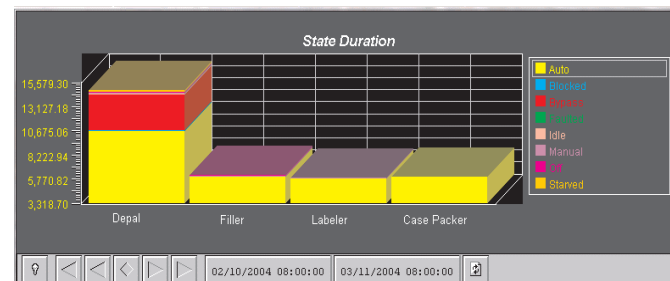 State Duration
15,579.30
13,127.18
10,675.06
8,222.94
5,770.82
3,318.70
Depal
Filler
Labeler
Case Packer
Auto
Blocked
Faulted
Idle
Manual
Off
Starved
02/10/2004 08:00:00
03/11/2004 08:00:00